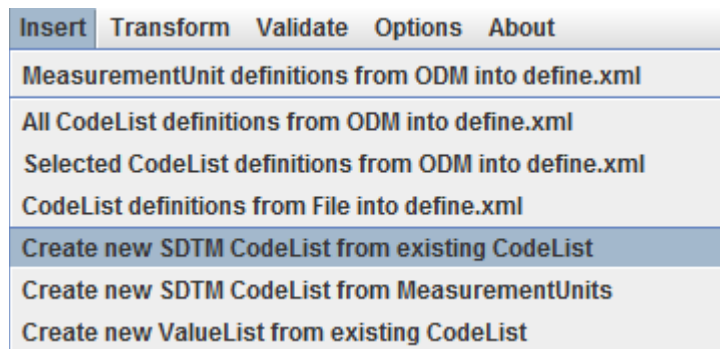 Insert Transform Validate Options About
MeasurementUnit definitions from ODM into define.xml
All CodeList definitions from ODM into define.xml
Selected CodeList definitions from ODM into define.xml
CodeList definitions from File into define.xml
Create new SDTM CodeList from existing CodeList
Create new SDTM CodeList from MeasurementUnits
Create new ValueList from existing CodeList